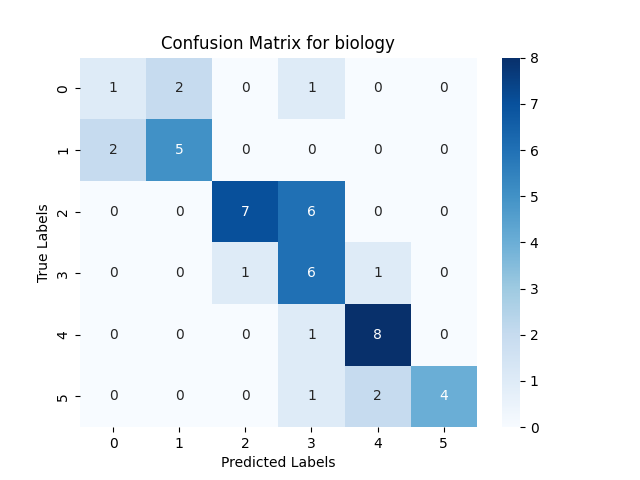 Confusion Matrix for biology
0 1 2 0 1 0 0
1 2 5 0 0 0 0
2 0 0 7 6 0 0
3 0 0 1 6 1 0
4 0 0 0 1 8 0
5 0 0 0 1 2 4
0 1 2 3 4 5
True Labels
Predicted Labels
8
7
6
5
4
3
2
1
0